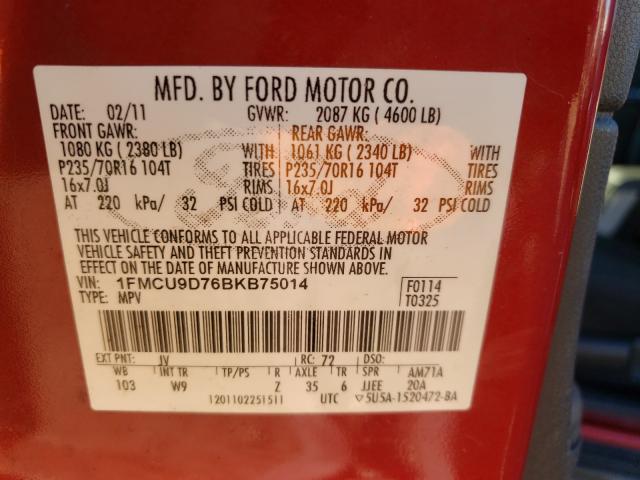 MFD. BY FORD MOTOR CO.
DATE: 02/11 GVWR: 2087 KG ( 4600 LB)
FRONT GAWR: REAR GAWR:
1080 KG ( 2380 LB) WITH 1061 KG ( 2340 LB) WITH
P235/70R16 104T TIRES P235/70R16 104T TIRES
16x7.0J RIMS 16x7.0J RIMS
AT 220 kPa/ 32 PSI COLD AT 220 kPa/ 32 PSI COLD
THIS VEHICLE CONFORMS TO ALL APPLICABLE FEDERAL MOTOR
VEHICLE SAFETY AND THEFT PREVENTION STANDARDS IN
EFFECT ON THE DATE OF MANUFACTURE SHOWN ABOVE.
VIN: 1FMCU9D76BKB75014 F0114
TYPE: MPV T0325
EXT PNT: JV RC: 72 DSO:
WB INT TR TP/PS R AXLE TR SPR AM71A
103 W9 Z 35 6 JJEE 20A
1201102251511 UTC ▽5U5A-1520472-BA